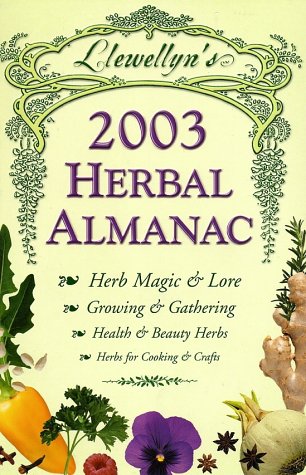 Llewellyn's
2003
HERBAL
ALMANAC
Herb Magic & Lore
Growing & Gathering
Health & Beauty Herbs
Herbs for Cooking & Crafts